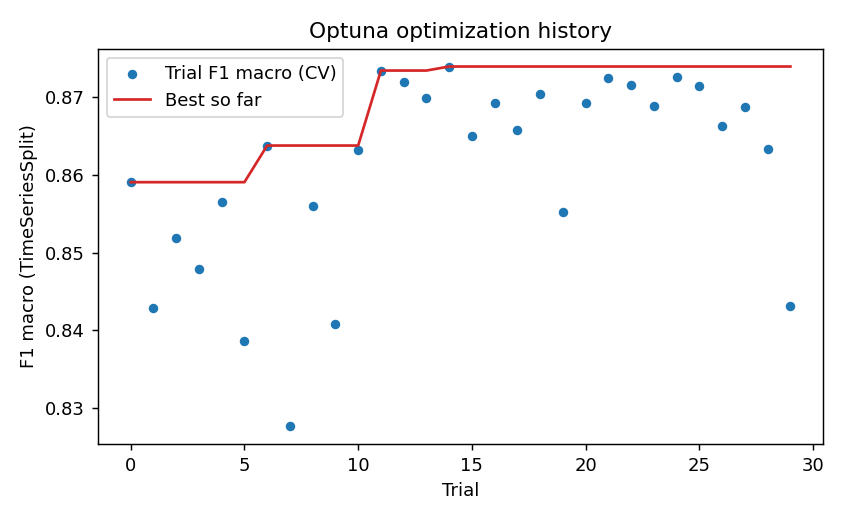 Optuna optimization history
Trial F1 macro (CV)
Best so far
F1 macro (TimeSeriesSplit)
0.87
0.86
0.85
0.84
0.83
0 5 10 15 20 25 30
Trial